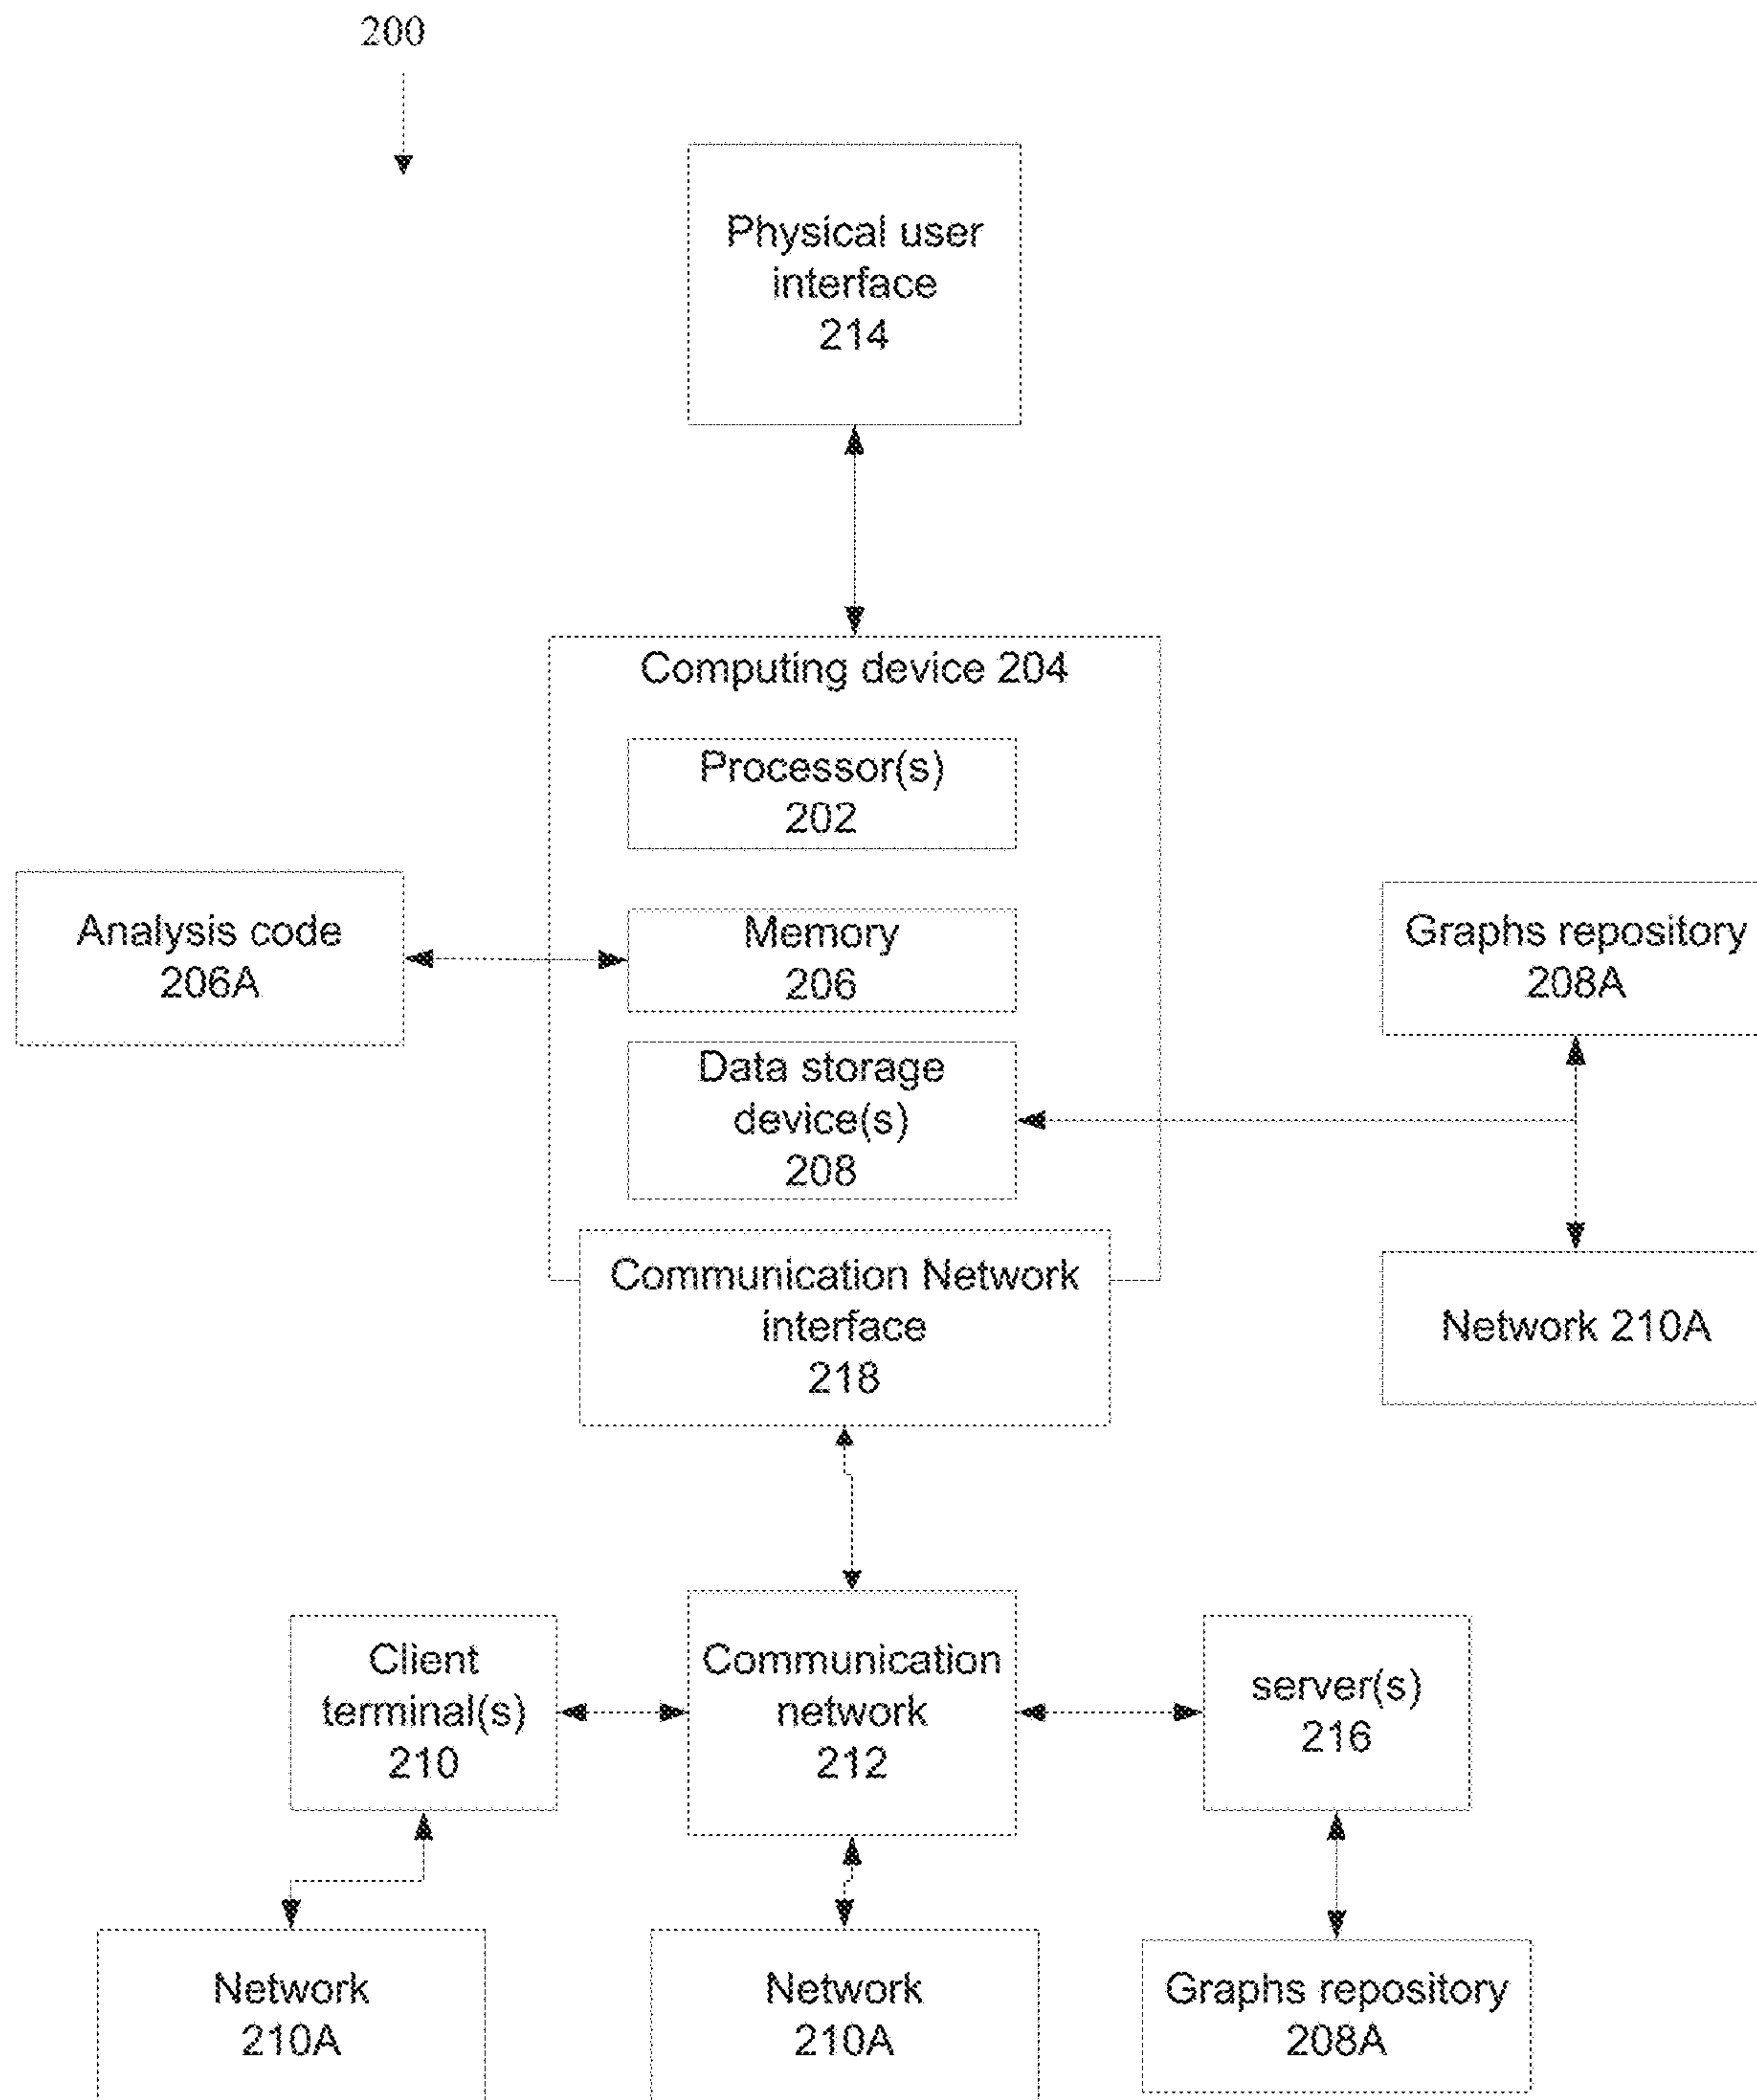 200
Physical user
interface
214
Computing device 204
Processor(s)
202
Analysis code
206A
Memory
206
Graphs repository
208A
Data storage
device(s)
208
Communication Network
interface
218
Network 210A
Client
terminal(s)
210
Communication
network
212
server(s)
216
Network
210A
Network
210A
Graphs repository
208A